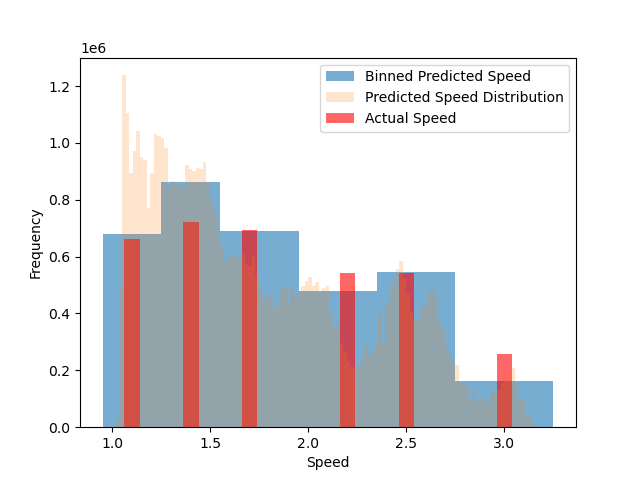 1e6
Binned Predicted Speed
Predicted Speed Distribution
Actual Speed
1.2
1.0
0.8
0.6
0.4
0.2
0.0
Frequency
1.0 1.5 2.0 2.5 3.0
Speed